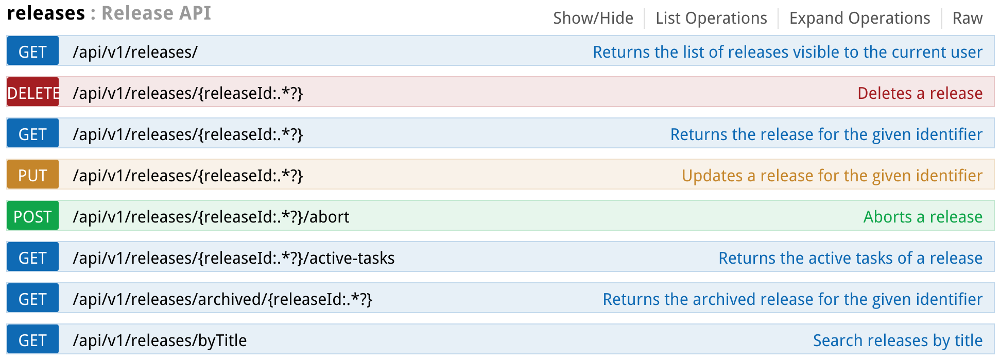 releases : Release API Show/Hide List Operations Expand Operations Raw
GET /api/v1/releases/ Returns the list of releases visible to the current user
DELETE /api/v1/releases/{releaseId:.*?} Deletes a release
GET /api/v1/releases/{releaseId:.*?} Returns the release for the given identifier
PUT /api/v1/releases/{releaseId:.*?} Updates a release for the given identifier
POST /api/v1/releases/{releaseId:.*?}/abort Aborts a release
GET /api/v1/releases/{releaseId:.*?}/active-tasks Returns the active tasks of a release
GET /api/v1/releases/archived/{releaseId:.*?} Returns the archived release for the given identifier
GET /api/v1/releases/byTitle Search releases by title